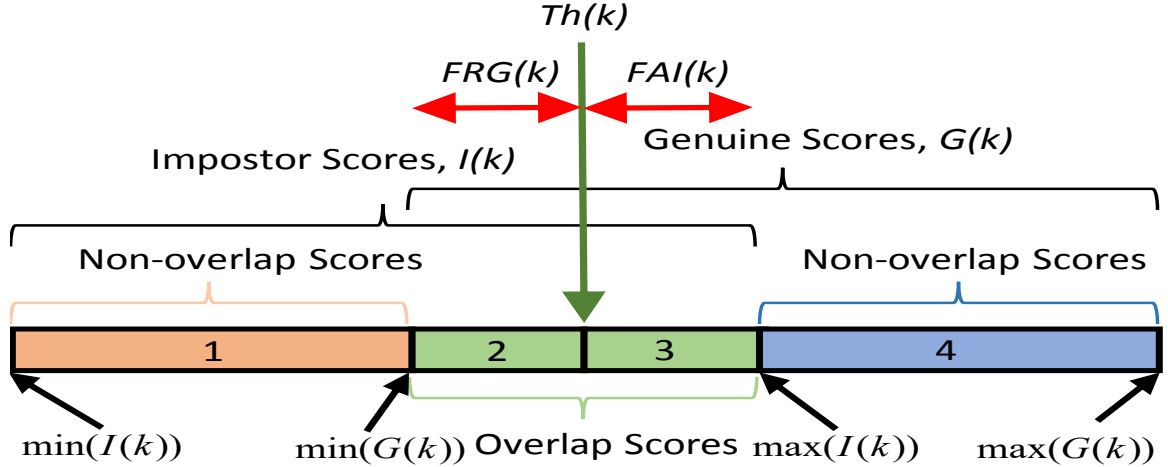 Th(k)
FRG(k) FAI(k)
Impostor Scores, I(k)
Genuine Scores, G(k)
Non-overlap Scores
Non-overlap Scores
1 2 3 4
min(I(k))
min(G(k))
Overlap Scores
max(I(k))
max(G(k))